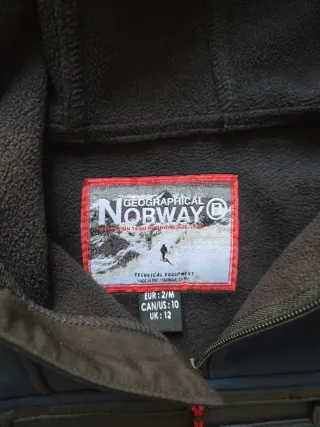 GEOGRAPHICAL
NORWAY®
TECHNICAL EQUIPMENT
EUR : 2/M
CAN/US : 10
UK : 12